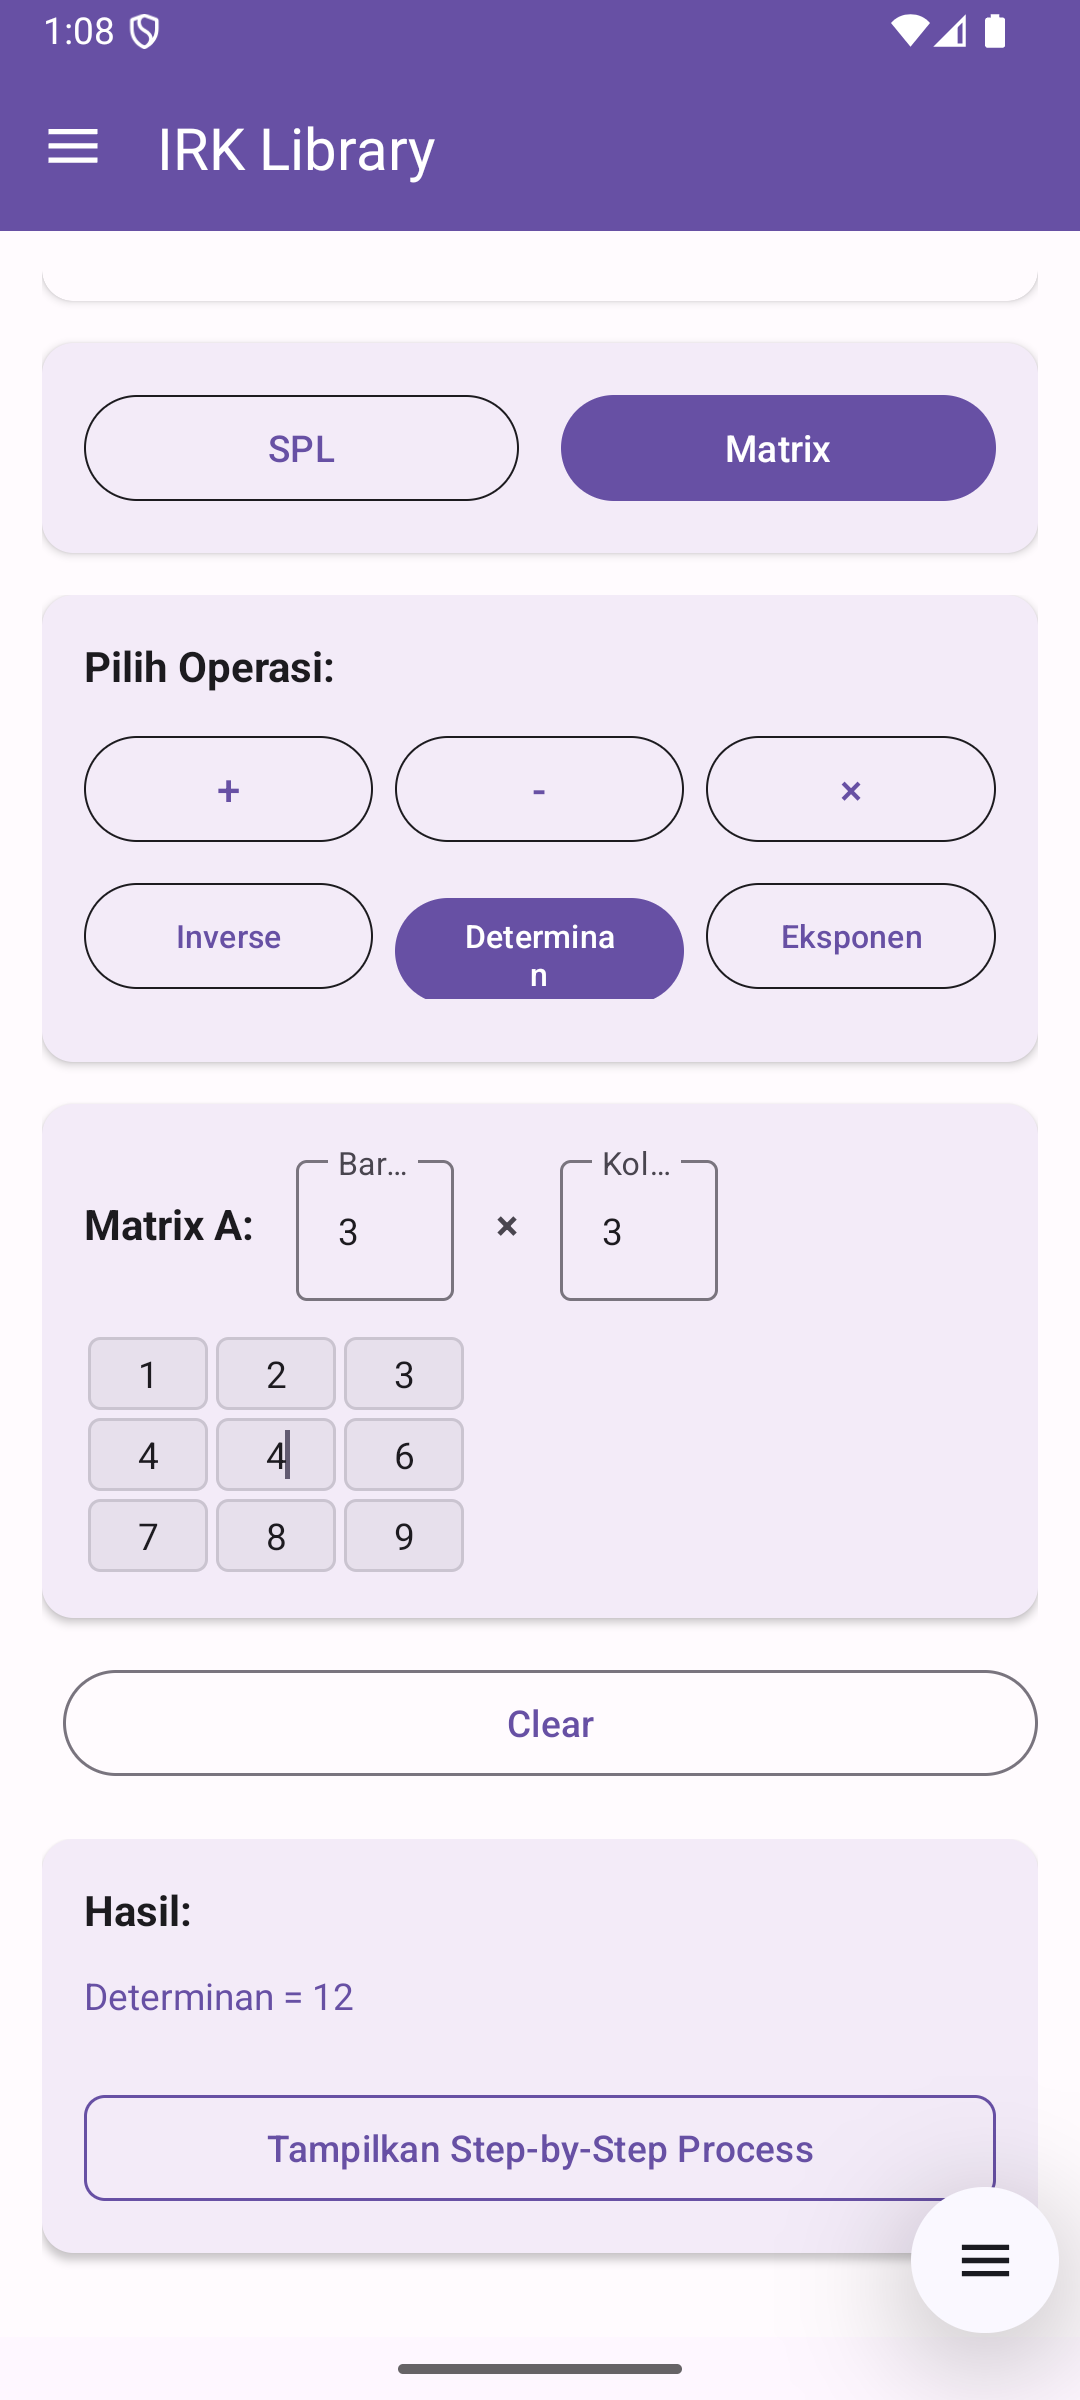 1:08
IRK Library
SPL Matrix
Pilih Operasi:
+ - ×
Inverse Determina Eksponen
n
Bar... Kol...
Matrix A: 3 × 3
1 2 3
4 4 6
7 8 9
Clear
Hasil:
Determinan = 12
Tampilkan Step-by-Step Process